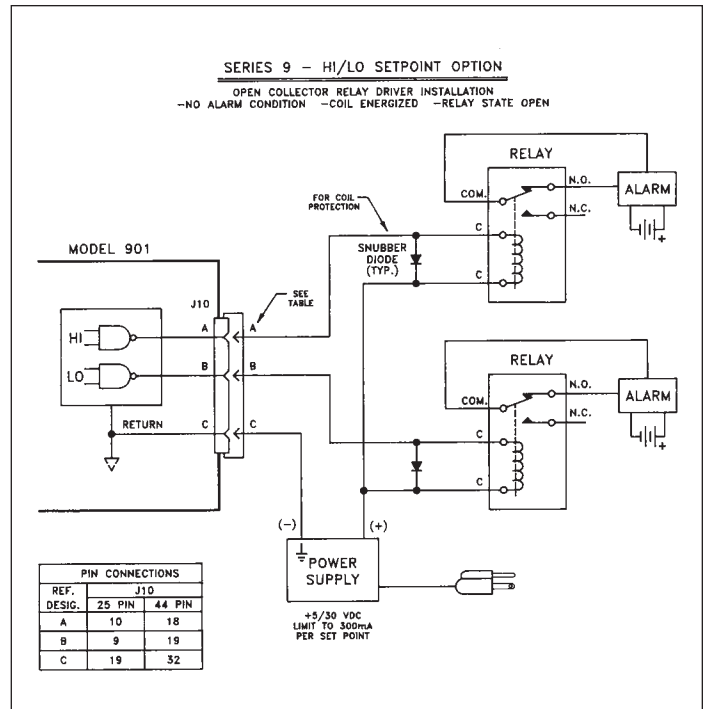 SERIES 9 - HI/LO SETPOINT OPTION
OPEN COLLECTOR RELAY DRIVER INSTALLATION
-NO ALARM CONDITION -COIL ENERGIZED -RELAY STATE OPEN
RELAY
COM.
N.O.
N.C.
ALARM
+
C
C
FOR COIL
PROTECTION
SNUBBER
DIODE
(TYP.)
MODEL 901
J10
SEE
TABLE
HI
A
A
LO
B
B
RETURN
C
C
RELAY
COM.
N.O.
N.C.
ALARM
+
C
C
(-)
(+)
POWER
SUPPLY
+5/30 VDC
LIMIT TO 300mA
PER SET POINT
PIN CONNECTIONS
REF. DESIG. J10
25 PIN 44 PIN
A 10 18
B 9 19
C 19 32